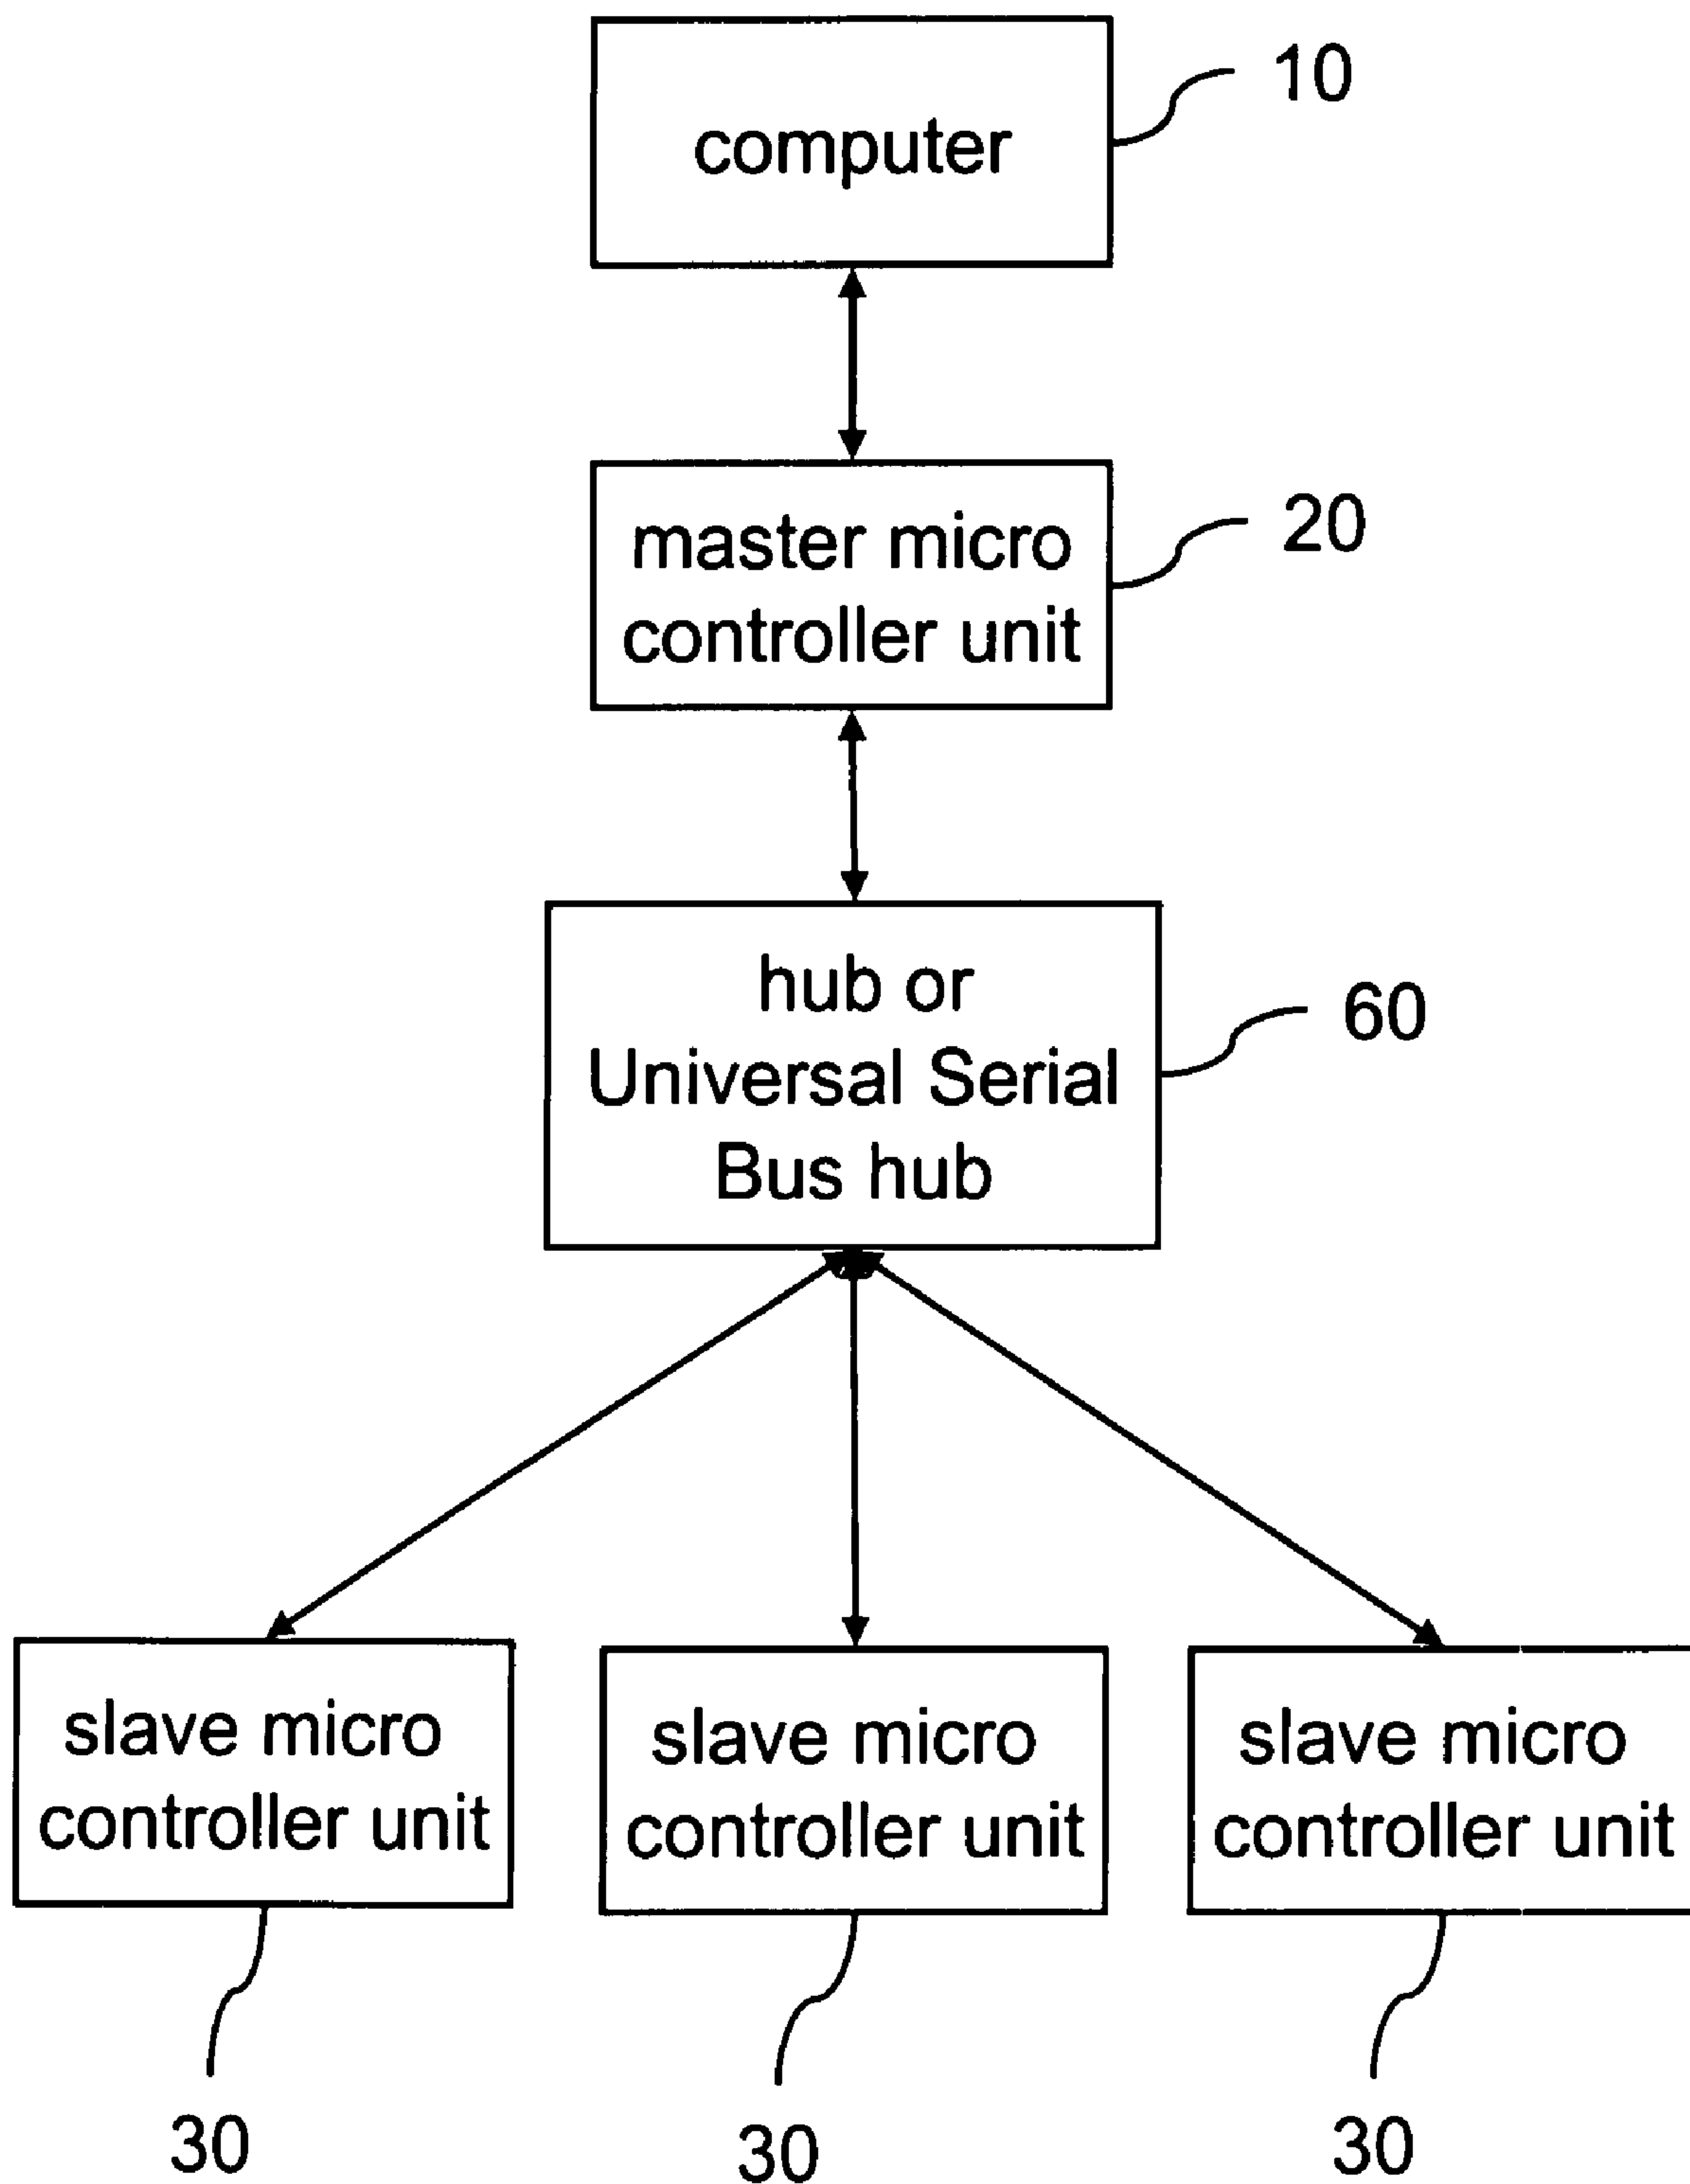 computer
10
master micro
controller unit
20
hub or
Universal Serial
Bus hub
60
slave micro
controller unit
slave micro
controller unit
slave micro
controller unit
30
30
30